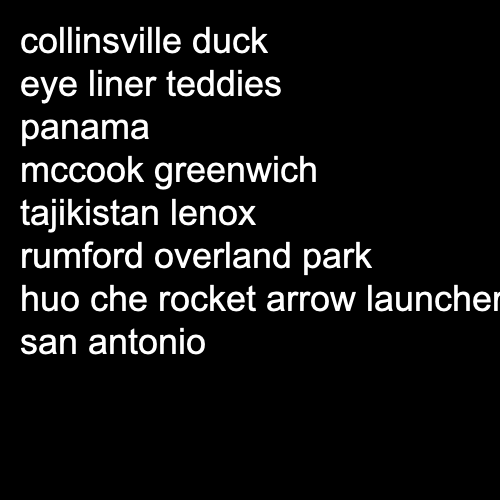 collinsville duck
eye liner teddies
panama
mccook greenwich
tajikistan lenox
rumford overland park
huo che rocket arrow launcher
san antonio